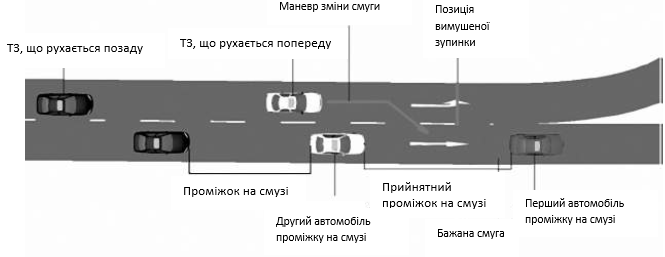 Маневр зміни смуги
Позиція
вимушеної
зупинки
ТЗ, що рухається позаду
ТЗ, що рухається попереду
Проміжок на смузі
Прийнятний
проміжок на смузі
Другий автомобіль
проміжку на смузі
Бажана смуга
Перший автомобіль
проміжку на смузі